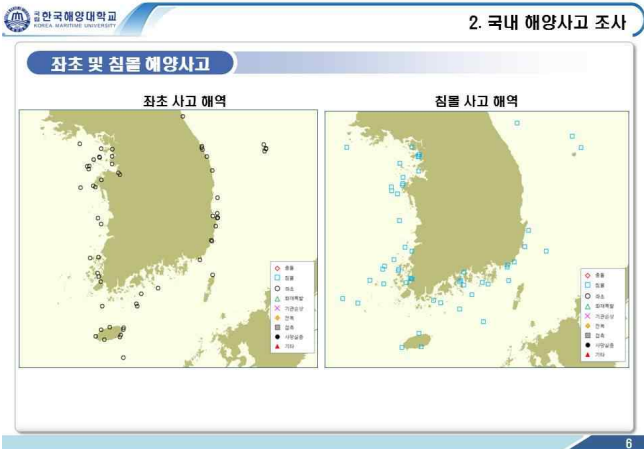 국립 한국해양대학교
KOREA MARITIME UNIVERSITY
2. 국내 해양사고 조사
좌초 및 침몰 해양사고
좌초 사고 해역
침몰 사고 해역
충돌
침몰
좌초
화재폭발
기관손상
전복
접촉
사망실종
기타
충돌
침몰
좌초
화재폭발
기관손상
전복
접촉
사망실종
기타
6